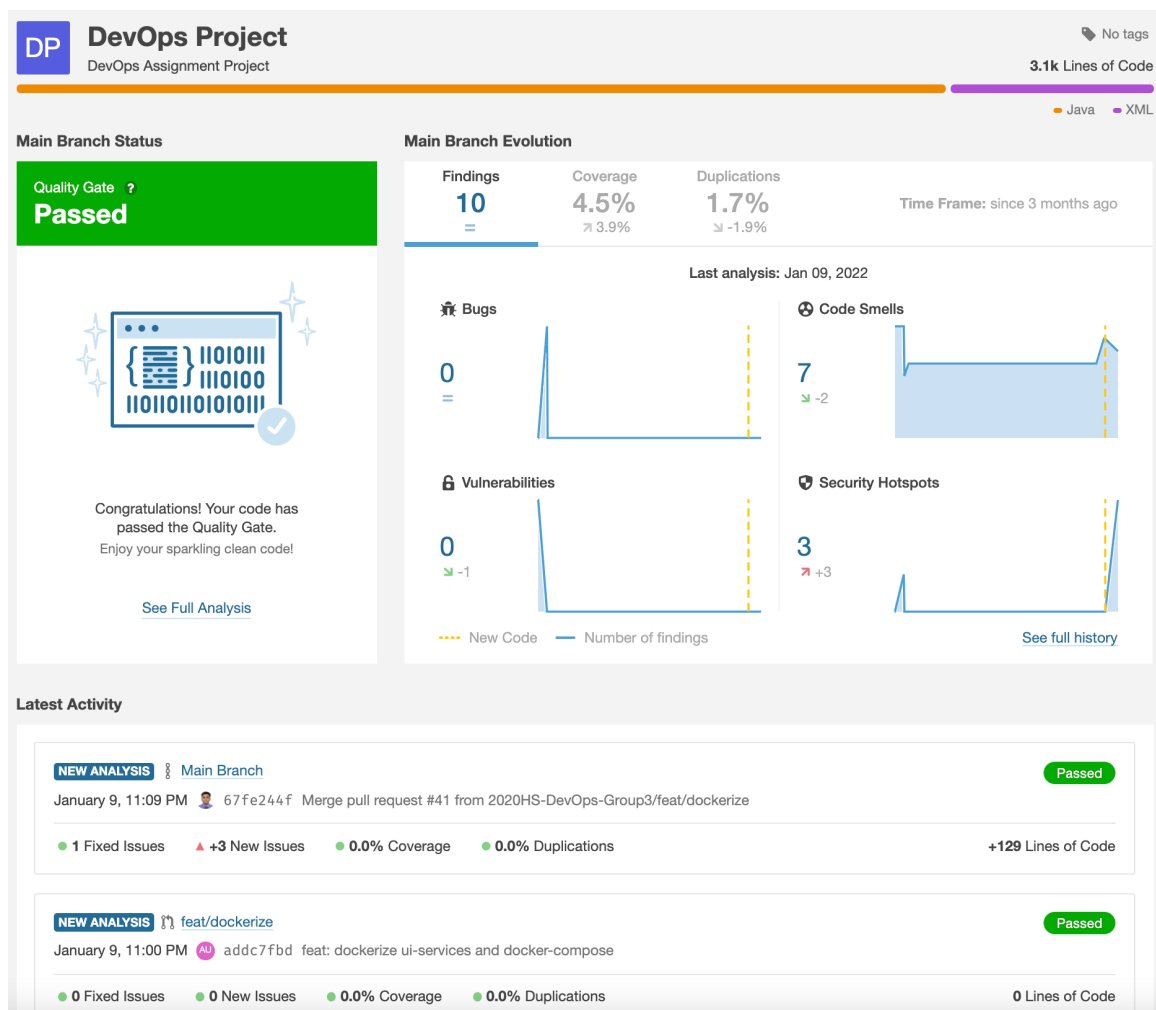 DP
DevOps Project
No tags
DevOps Assignment Project
3.1k Lines of Code
Java XML
Main Branch Status
Main Branch Evolution
Quality Gate ?
Passed
Findings Coverage Duplications
10 4.5% 1.7%
Time Frame: since 3 months ago
= 3.9% -1.9%
Last analysis: Jan 09, 2022
Bugs
Code Smells
0
=
7
-2
{ } IIOIOIII
IIIOIOO
IIOIIOIIOIOIOIII
Vulnerabilities
Security Hotspots
0
-1
3
+3
Congratulations! Your code has
passed the Quality Gate.
Enjoy your sparkling clean code!
See Full Analysis
New Code Number of findings
See full history
Latest Activity
NEW ANALYSIS Main Branch
Passed
January 9, 11:09 PM 67fe244f Merge pull request #41 from 2020HS-DevOps-Group3/feat/dockerize
1 Fixed Issues +3 New Issues 0.0% Coverage 0.0% Duplications +129 Lines of Code
NEW ANALYSIS feat/dockerize
Passed
January 9, 11:00 PM AU addc7fbd feat: dockerize ui-services and docker-compose
0 Fixed Issues 0 New Issues 0.0% Coverage 0.0% Duplications 0 Lines of Code